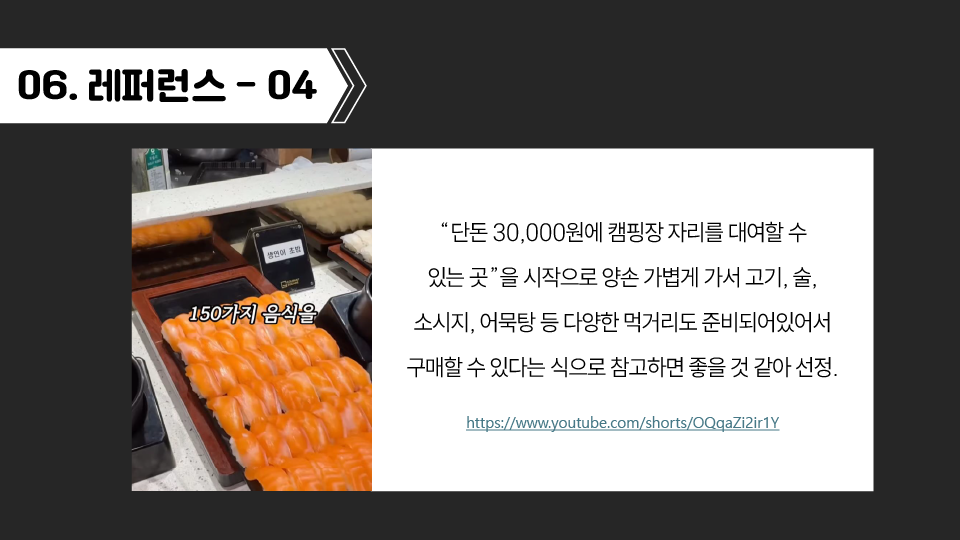 06. 레퍼런스 - 04
생연어 초밥
150가지 음식을
“단돈 30,000원에 캠핑장 자리를 대여할 수
있는 곳”을 시작으로 양손 가볍게 가서 고기, 술,
소시지, 어묵탕 등 다양한 먹거리도 준비되어있어서
구매할 수 있다는 식으로 참고하면 좋을 것 같아 선정.
https://www.youtube.com/shorts/OQqaZi2ir1Y